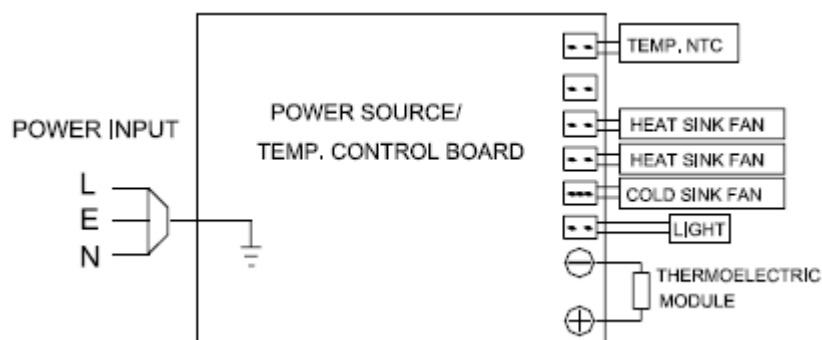 TEMP. NTC
POWER SOURCE/
TEMP. CONTROL BOARD
POWER INPUT
L
E
N
HEAT SINK FAN
HEAT SINK FAN
COLD SINK FAN
LIGHT
−
+
THERMOELECTRIC
MODULE